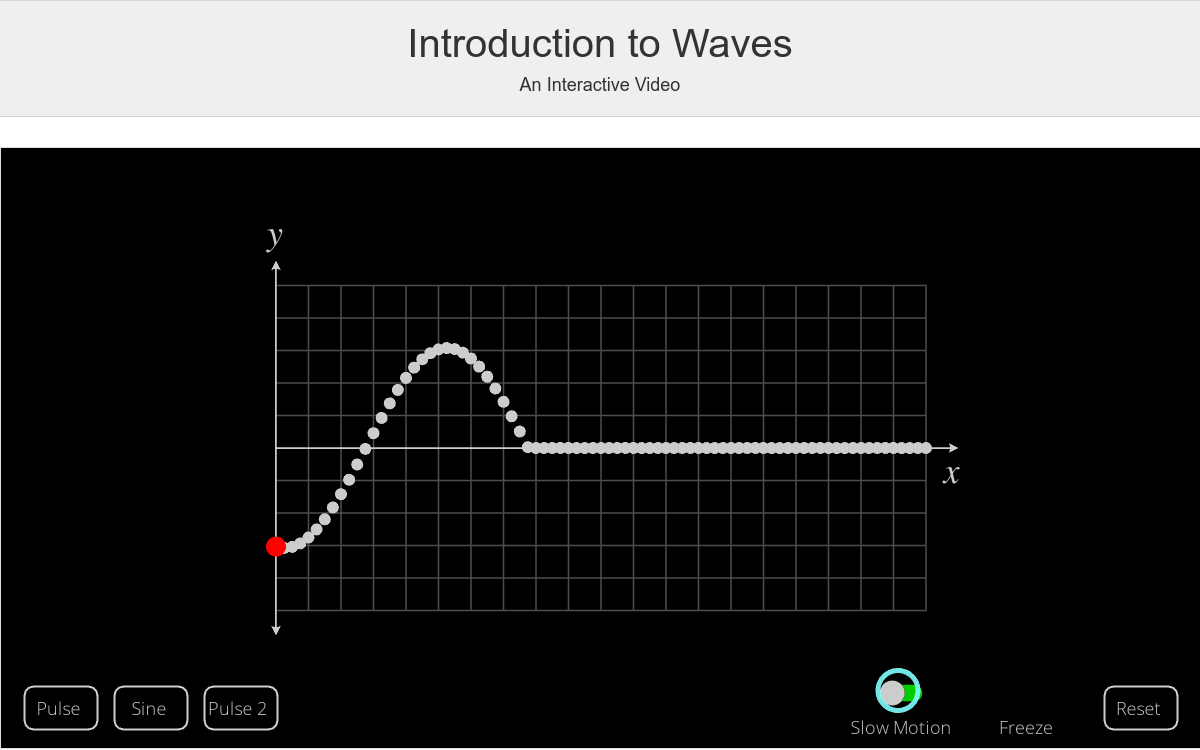 Introduction to Waves
An Interactive Video
y
x
Pulse
Sine
Pulse 2
Slow Motion
Freeze
Reset